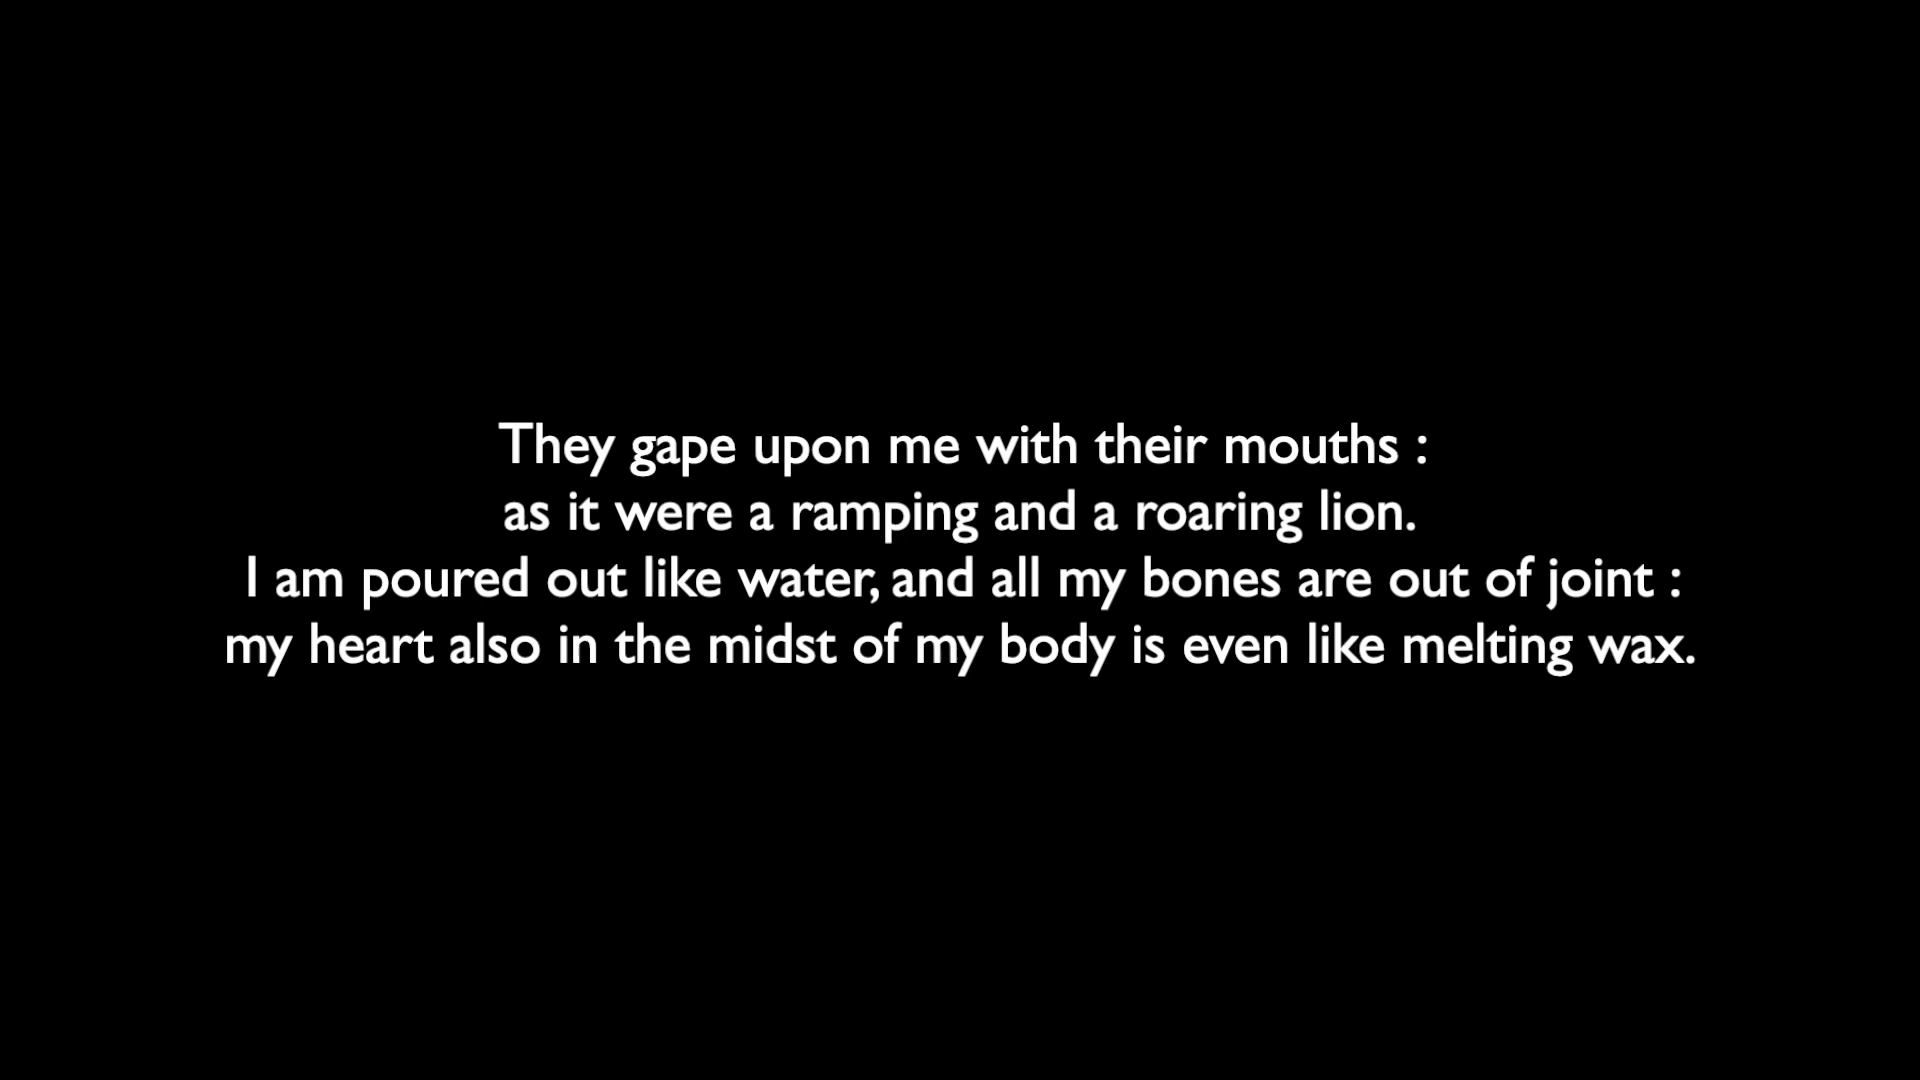 They gape upon me with their mouths :
as it were a ramping and a roaring lion.
I am poured out like water, and all my bones are out of joint :
my heart also in the midst of my body is even like melting wax.